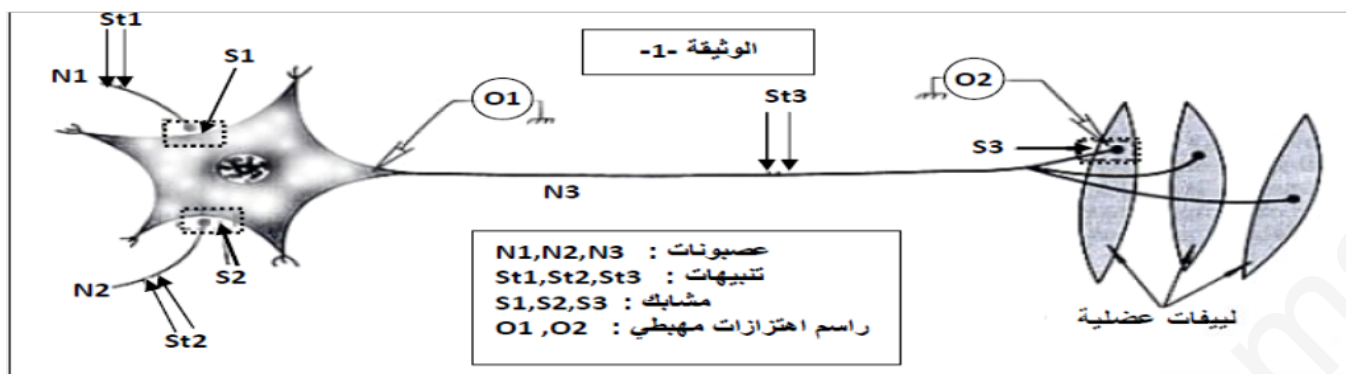 St1
S1
N1
الوثيقة -1-
O1
St3
O2
S3
N3
S2
N2
St2
N1,N2,N3 : عصبونات
St1,St2,St3 : تنبيهات
S1,S2,S3 : مشابك
O1 ,O2 : راسم اهتزازات مهبطي
لييفات عضلية